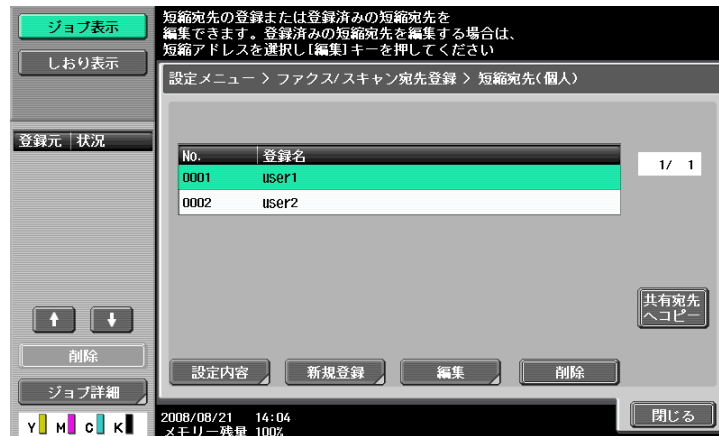 ジョブ表示
しおり表示
短縮宛先の登録または登録済みの短縮宛先を
編集できます。登録済みの短縮宛先を編集する場合は、
短縮アドレスを選択し[編集]キーを押してください
設定メニュー > ファクス/スキャン宛先登録 > 短縮宛先(個人)
登録元 状況
No. 登録名
0001 user1
0002 user2
1/ 1
共有宛先
へコピー
↑ ↓
削除
ジョブ詳細
設定内容 新規登録 編集 削除
Y M C K
2008/08/21 14:04
メモリー残量 100%
閉じる